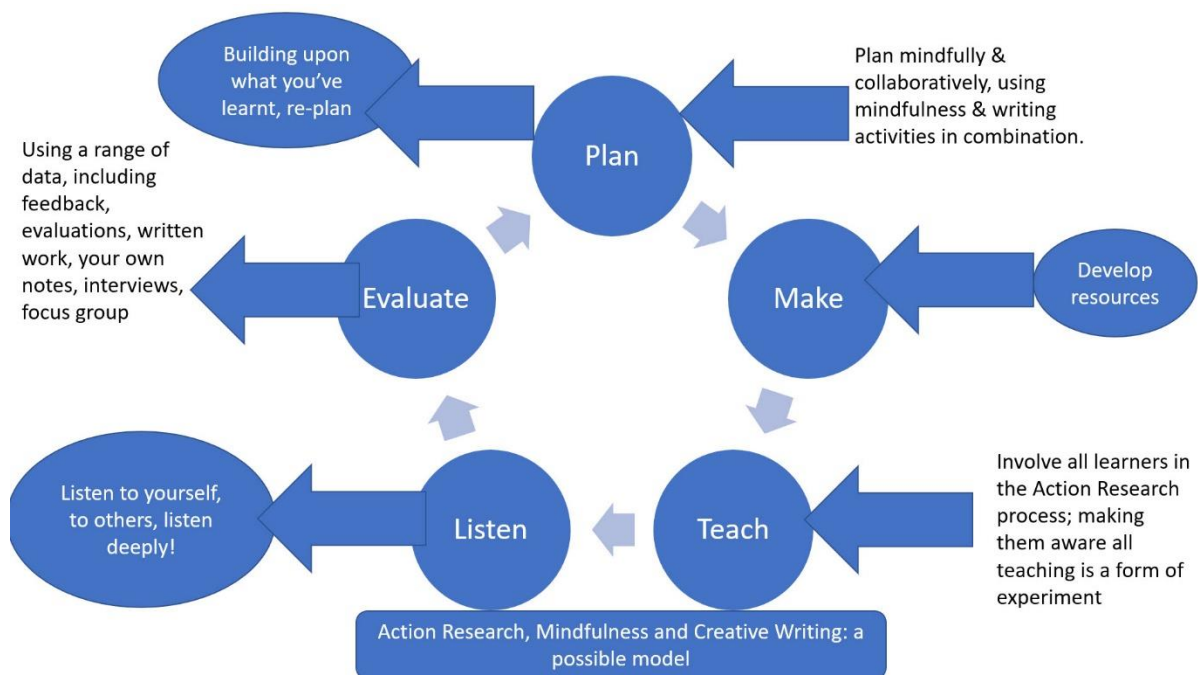 Building upon
what you've
learnt, re-plan
Plan mindfully &
collaboratively, using
mindfulness & writing
activities in combination.
Plan
Using a range of
data, including
feedback,
evaluations, written
work, your own
notes, interviews,
focus group
Evaluate
Make
Develop
resources
Listen to yourself,
to others, listen
deeply!
Listen
Teach
Involve all learners in
the Action Research
process; making
them aware all
teaching is a form of
experiment
Action Research, Mindfulness and Creative Writing: a
possible model